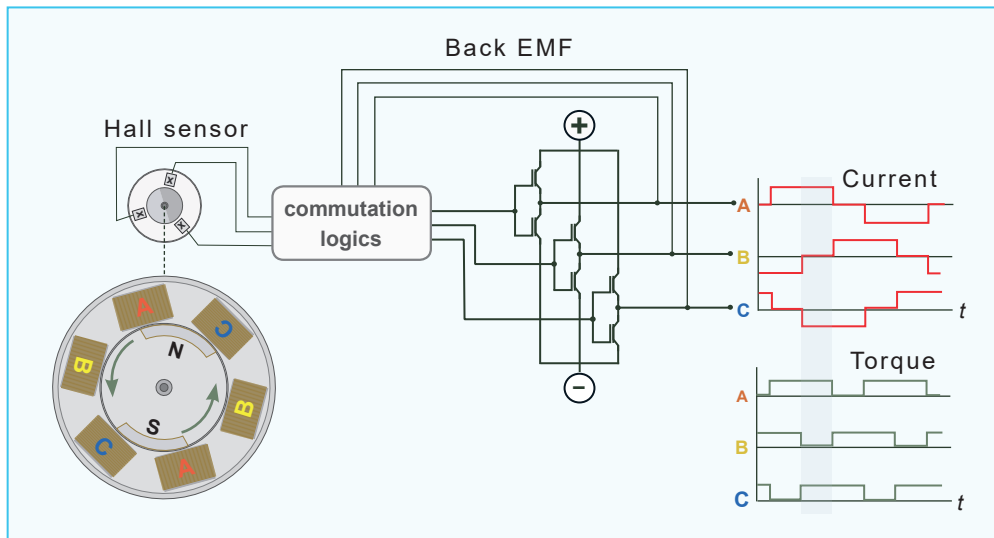 Back EMF
Hall sensor
+
commutation
logics
Current
A
B
C
t
A
C
B
N
B
S
C
A
−
Torque
A
B
C
t